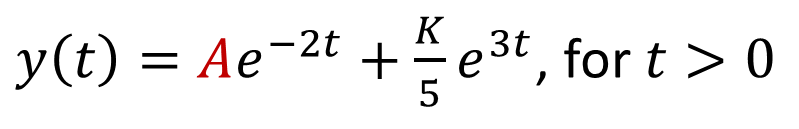 y(t) = Ae^{-2t} + \frac{K}{5}e^{3t}, for t > 0